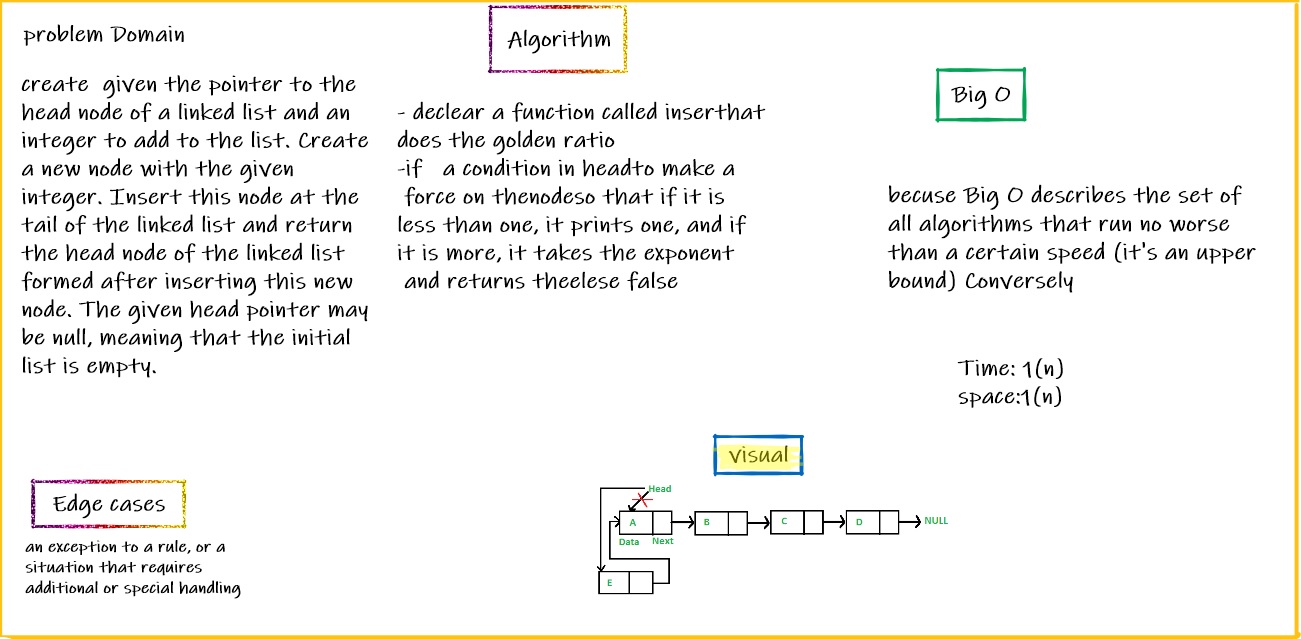 problem Domain
create given the pointer to the
head node of a linked list and an
integer to add to the list. Create
a new node with the given
integer. Insert this node at the
tail of the linked list and return
the head node of the linked list
formed after inserting this new
node. The given head pointer may
be null, meaning that the initial
list is empty.
Algorithm
- declear a function called inserthat
does the golden ratio
-if a condition in headto make a
force on thenodeso that if it is
less than one, it prints one, and if
it is more, it takes the exponent
and returns theelese false
Big O
becuse Big O describes the set of
all algorithms that run no worse
than a certain speed (it's an upper
bound) Conversely
Time: 1(n)
space:1(n)
visual
Head
A B C D NULL
Data Next
E
Edge cases
an exception to a rule, or a
situation that requires
additional or special handling